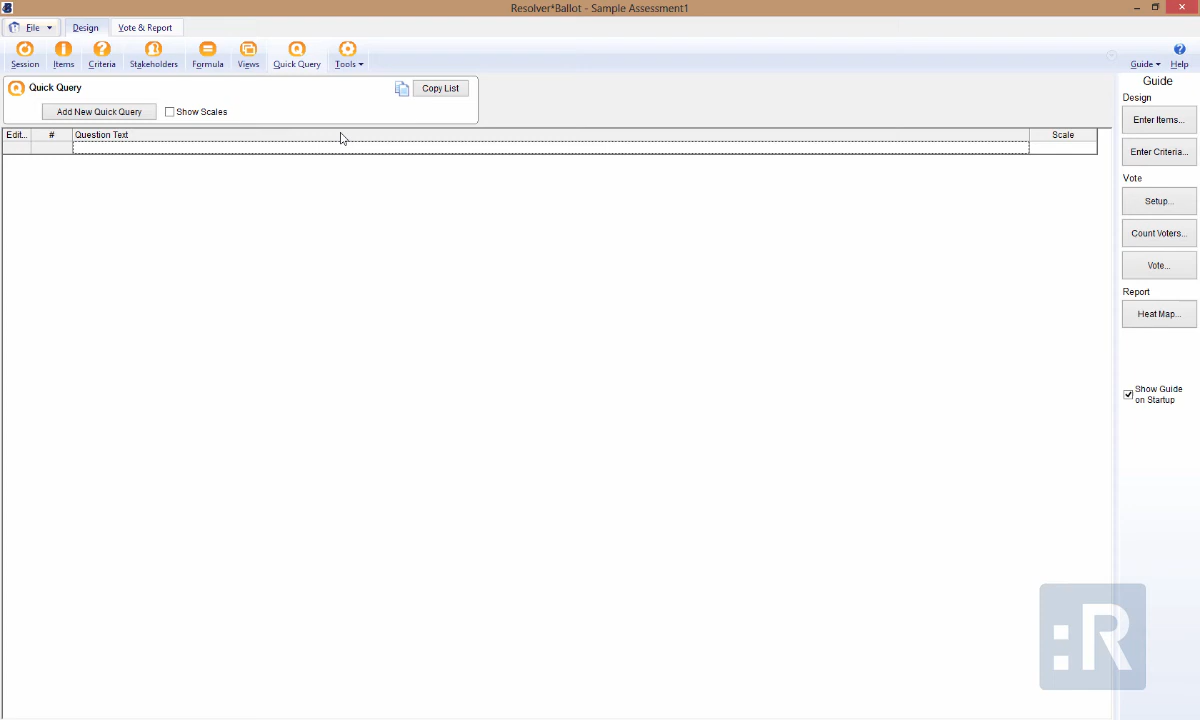 Resolver*Ballot - Sample Assessment1
File Design Vote & Report
Session Items Criteria Stakeholders Formula Views Quick Query Tools Guide Help
Quick Query Copy List
Add New Quick Query Show Scales
Edit... # Question Text Scale
Guide
Design
Enter Items...
Enter Criteria...
Vote
Setup...
Count Voters...
Vote...
Report
Heat Map...
Show Guide
on Startup
:R